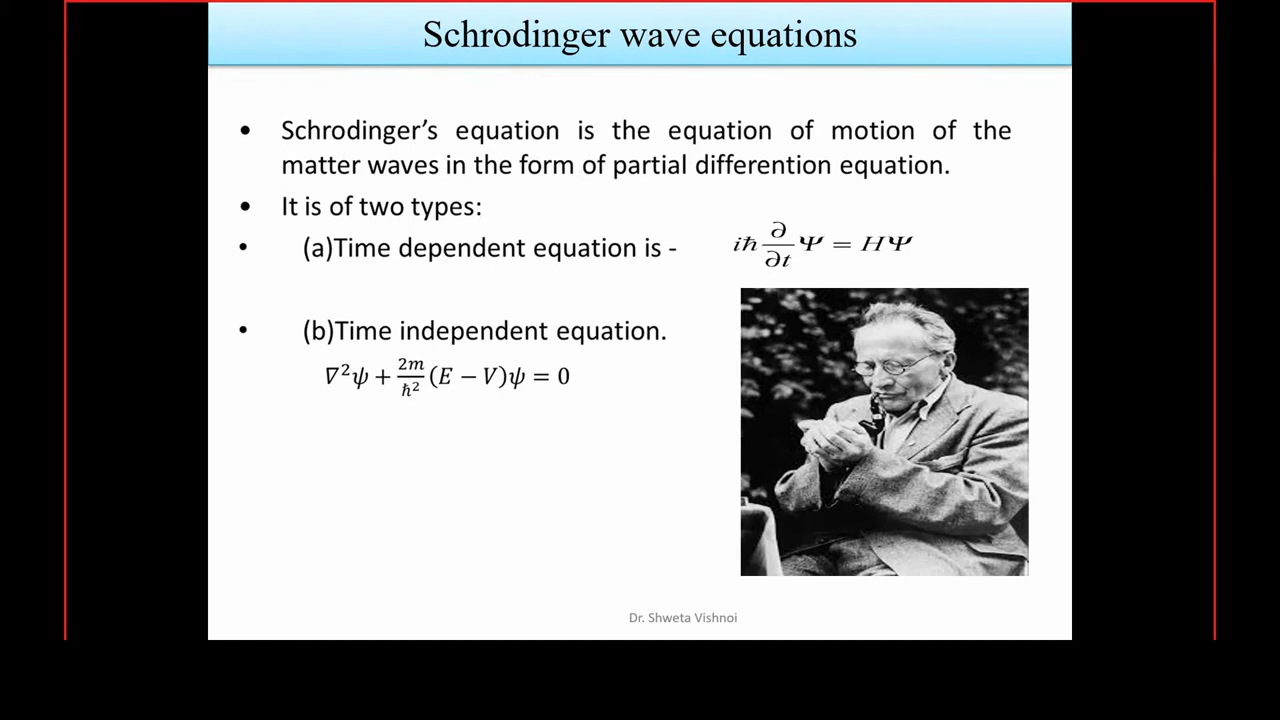 Schrodinger wave equations
• Schrodinger’s equation is the equation of motion of the
matter waves in the form of partial differention equation.
• It is of two types:
• (a)Time dependent equation is - iℏ ∂/∂t Ψ = HΨ
• (b)Time independent equation.
∇²ψ + 2m/ℏ² (E − V)ψ = 0
Dr. Shweta Vishnoi